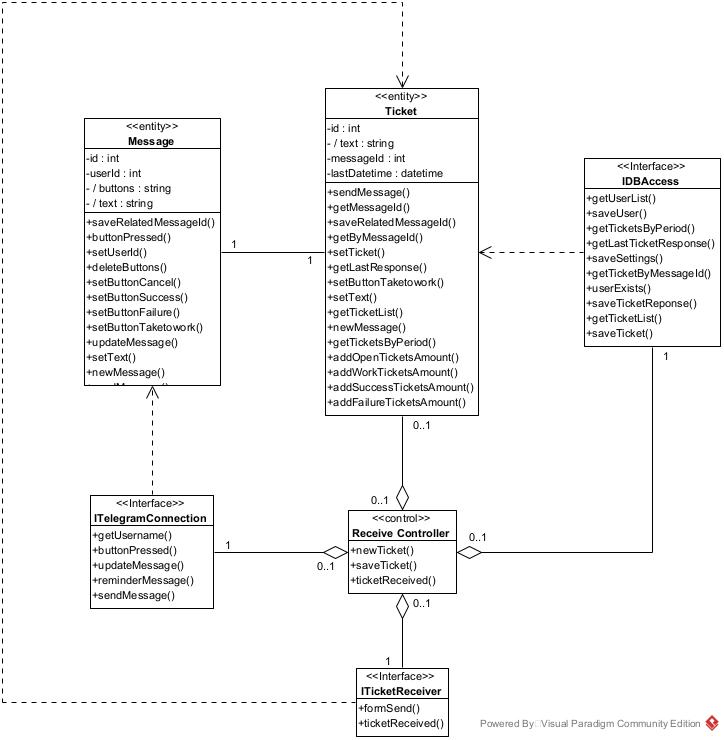 <<entity>>
Ticket
-id : int
- / text : string
-messageId : int
-lastDatetime : datetime
+sendMessage()
+getMessageId()
+saveRelatedMessageId()
+getByMessageId()
+setTicket()
+getLastResponse()
+setButtonTaketowork()
+setText()
+getTicketList()
+newMessage()
+getTicketsByPeriod()
+addOpenTicketsAmount()
+addWorkTicketsAmount()
+addSuccessTicketsAmount()
+addFailureTicketsAmount()
<<entity>>
Message
-id : int
-userId : int
- / buttons : string
- / text : string
+saveRelatedMessageId()
+buttonPressed()
+setUserId()
+deleteButtons()
+setButtonCancel()
+setButtonSuccess()
+setButtonFailure()
+setButtonTaketowork()
+updateMessage()
+setText()
+newMessage()
1
1
<<Interface>>
IDBAccess
+getUserList()
+saveUser()
+getTicketsByPeriod()
+getLastTicketResponse()
+saveSettings()
+getTicketByMessageId()
+userExists()
+saveTicketReponse()
+getTicketList()
+saveTicket()
1
0..1
0..1
<<Interface>>
ITelegramConnection
+getUsername()
+buttonPressed()
+updateMessage()
+reminderMessage()
+sendMessage()
1
0..1
<<control>>
Receive Controller
+newTicket()
+saveTicket()
+ticketReceived()
0..1
0..1
1
<<Interface>>
ITicketReceiver
+formSend()
+ticketReceived()
Powered By Visual Paradigm Community Edition